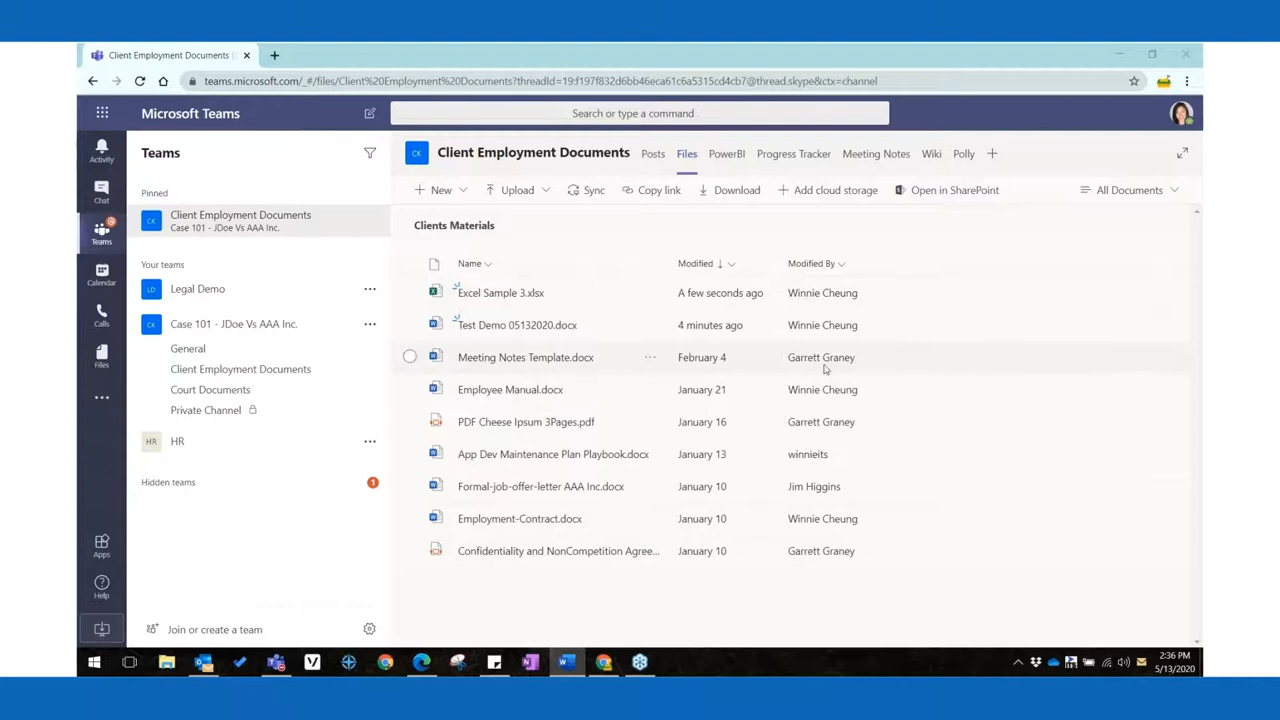 Client Employment Documents (
teams.microsoft.com/_#/files/Client%20Employment%20Documents?threadId=19:f197f832d6bb46eca61c6a5315cd4cb7@thread.skype&ctx=channel
Microsoft Teams
Search or type a command
Activity
Chat
Teams
Calendar
Calls
Files
Apps
Help
Teams
Pinned
CK
Client Employment Documents
Case 101 - JDoe Vs AAA Inc.
Your teams
LD
Legal Demo
CK
Case 101 - JDoe Vs AAA Inc.
General
Client Employment Documents
Court Documents
Private Channel
HR
HR
Hidden teams
1
Join or create a team
CK
Client Employment Documents
Posts
Files
PowerBI
Progress Tracker
Meeting Notes
Wiki
Polly
New
Upload
Sync
Copy link
Download
Add cloud storage
Open in SharePoint
All Documents
Clients Materials
Name
Modified
Modified By
Excel Sample 3.xlsx
A few seconds ago
Winnie Cheung
Test Demo 05132020.docx
4 minutes ago
Winnie Cheung
Meeting Notes Template.docx
February 4
Garrett Graney
Employee Manual.docx
January 21
Winnie Cheung
PDF Cheese Ipsum 3Pages.pdf
January 16
Garrett Graney
App Dev Maintenance Plan Playbook.docx
January 13
winnieits
Formal-job-offer-letter AAA Inc.docx
January 10
Jim Higgins
Employment-Contract.docx
January 10
Winnie Cheung
Confidentiality and NonCompetition Agree...
January 10
Garrett Graney
2:36 PM
5/13/2020